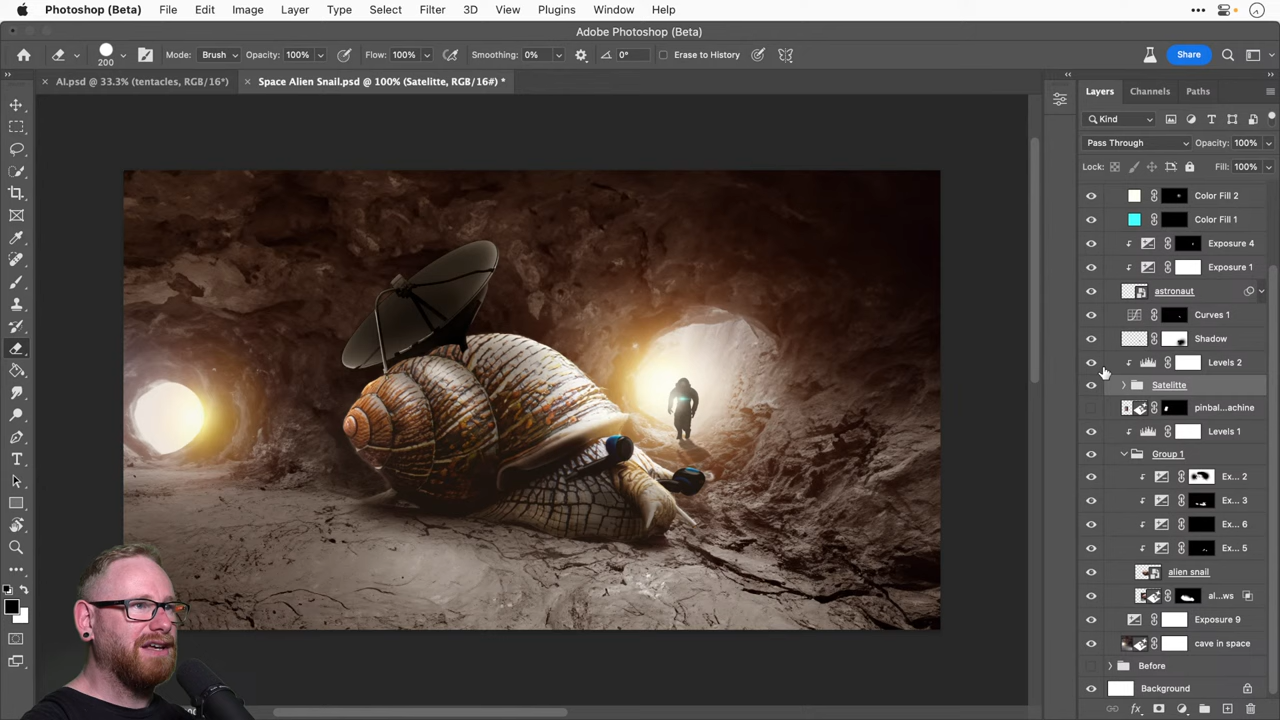 Photoshop (Beta) File Edit Image Layer Type Select Filter 3D View Plugins Window Help
Adobe Photoshop (Beta)
200 Mode: Brush Opacity: 100% Flow: 100% Smoothing: 0% 0° Erase to History Share
AI.psd @ 33.3% (tentacles, RGB/16*) Space Alien Snail.psd @ 100% (Satelitte, RGB/16#) *
Layers Channels Paths
Kind
Pass Through Opacity: 100%
Lock: Fill: 100%
Color Fill 2
Color Fill 1
Exposure 4
Exposure 1
astronaut
Curves 1
Shadow
Levels 2
Satelitte
pinbal...achine
Levels 1
Group 1
Ex... 2
Ex... 3
Ex... 6
Ex... 5
alien snail
al...ws
Exposure 9
cave in space
Before
Background